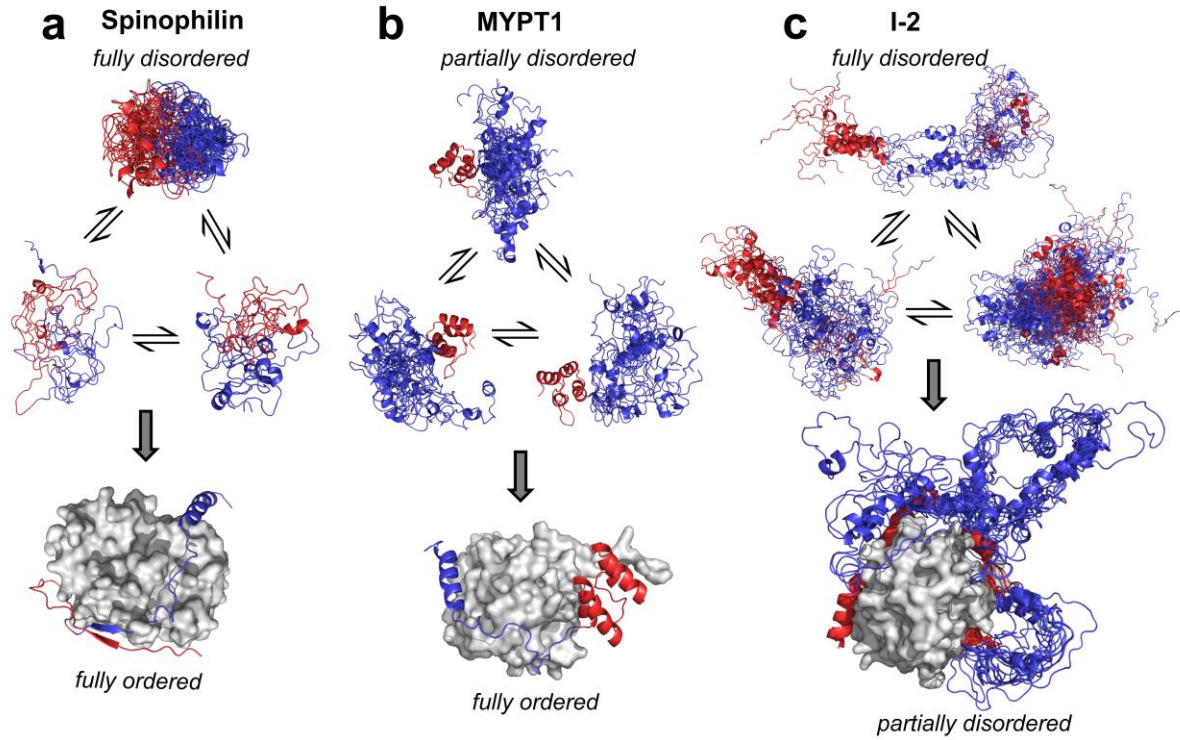 a Spinophilin
fully disordered
b MYPT1
partially disordered
c I-2
fully disordered
fully ordered
fully ordered
partially disordered